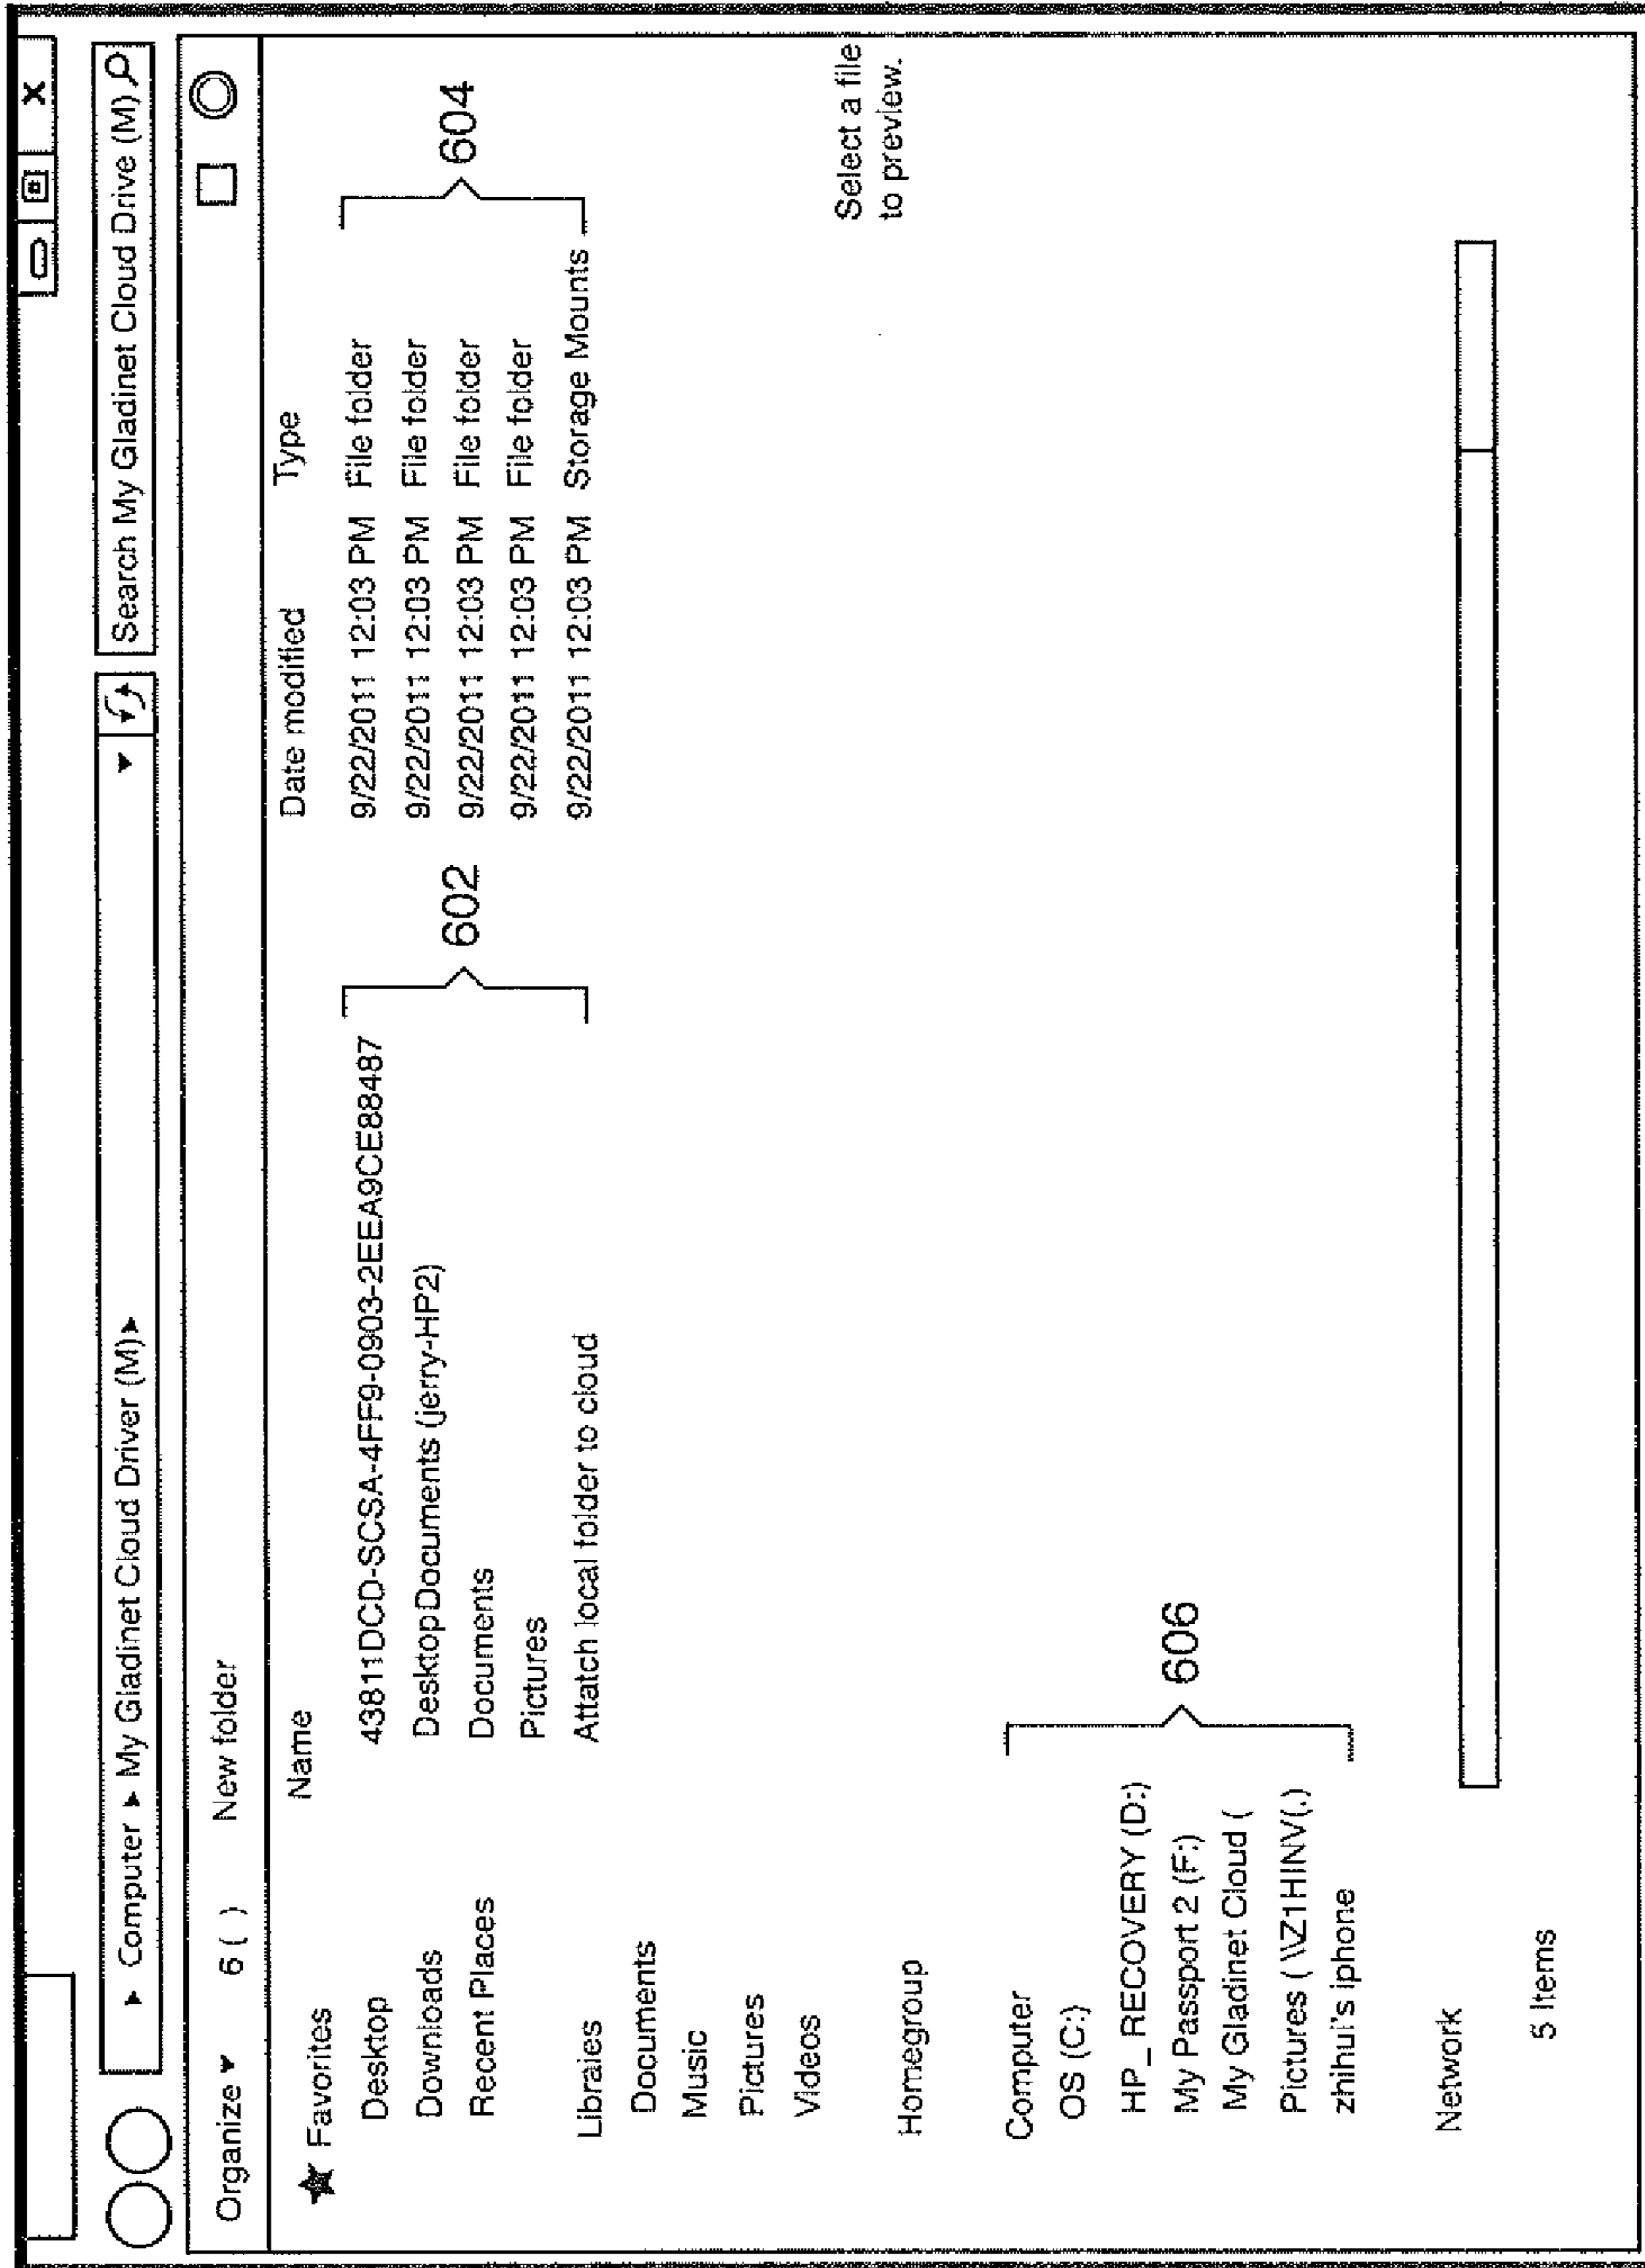 X
▸ Computer ▸ My Gladinet Cloud Driver (M)▸
Search My Gladinet Cloud Drive (M)
Organize ▾ 6 ( ) New folder
★ Favorites
Desktop
Downloads
Recent Places
Libraies
Documents
Music
Pictures
Videos
Homegroup
Computer
OS (C:)
HP_ RECOVERY (D:)
My Passport 2 (F:)
My Gladinet Cloud (
Pictures ( \\Z1HINV(.)
zhihui's iphone
606
Network
5 Items
Name Date modified Type
43811DCD-SCSA-4FF9-0903-2EEA9CE88487 9/22/2011 12:03 PM File folder
DesktopDocuments (jerry-HP2) 9/22/2011 12:03 PM File folder
Documents 9/22/2011 12:03 PM File folder
Pictures 9/22/2011 12:03 PM File folder
Attatch local folder to cloud 9/22/2011 12:03 PM Storage Mounts
602
604
Select a file
to preview.